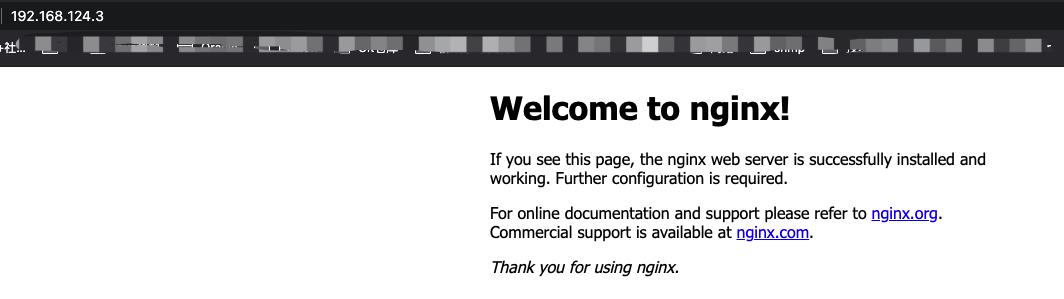 192.168.124.3
Welcome to nginx!
If you see this page, the nginx web server is successfully installed and
working. Further configuration is required.
For online documentation and support please refer to nginx.org.
Commercial support is available at nginx.com.
Thank you for using nginx.